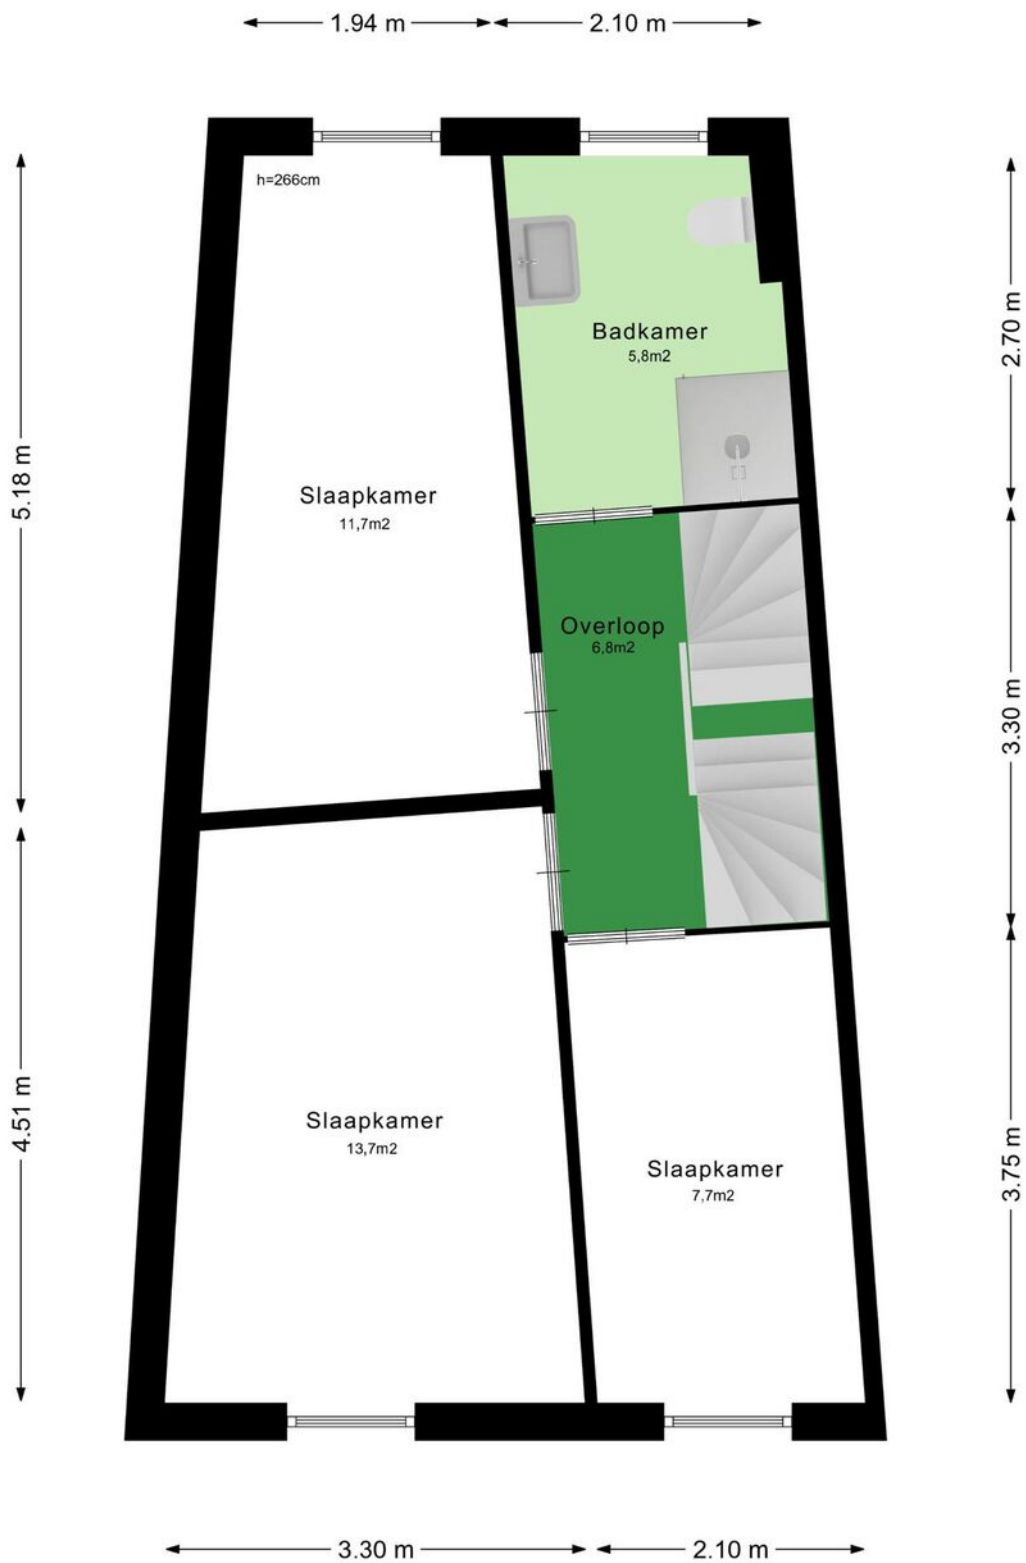 1.94 m
2.10 m
h=266cm
Badkamer
5,8m2
2.70 m
5.18 m
Slaapkamer
11,7m2
Overloop
6,8m2
3.30 m
4.51 m
Slaapkamer
13,7m2
Slaapkamer
7,7m2
3.75 m
3.30 m
2.10 m